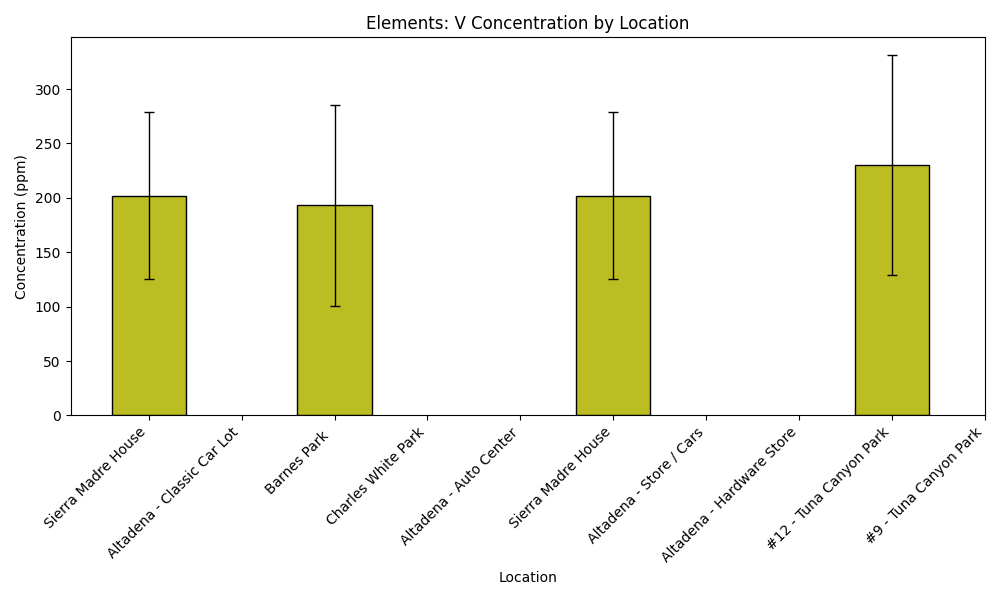 Elements: V Concentration by Location
Concentration (ppm)
300
250
200
150
100
50
0
Sierra Madre House
Altadena - Classic Car Lot
Barnes Park
Charles White Park
Altadena - Auto Center
Sierra Madre House
Altadena - Store / Cars
Altadena - Hardware Store
#12 - Tuna Canyon Park
#9 - Tuna Canyon Park
Location